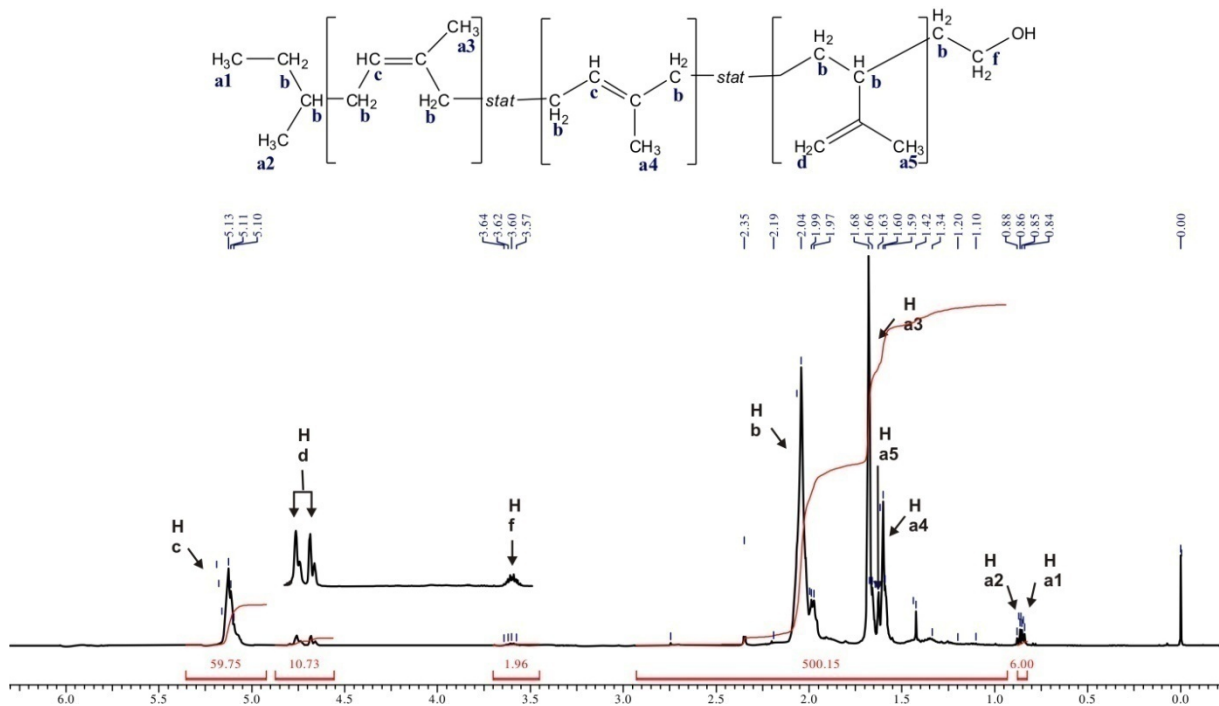 CH3
a3
H3C
CH2
a1
b
H
c
CH
b
CH2
b
H2C
b
H3C
a2
stat
H
c
CH2
b
CH2
b
CH3
a4
stat
H2
C
b
H
C
b
H2C
d
CH3
a5
H2
C
b
OH
f
C
H2
5.13
5.11
5.10
3.64
3.62
3.60
3.57
2.35
2.19
2.04
1.99
1.97
1.68
1.66
1.63
1.60
1.59
1.42
1.34
1.20
1.10
0.88
0.86
0.85
0.84
0.00
H
a3
H
b
H
d
H
a5
H
c
H
f
H
a4
H
a2
H
a1
59.75
10.73
1.96
500.15
6.00
6.0 5.5 5.0 4.5 4.0 3.5 3.0 2.5 2.0 1.5 1.0 0.5 0.0